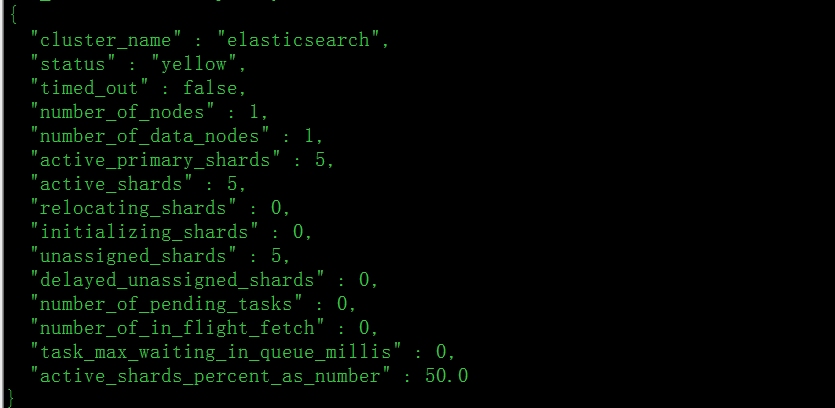 {
"cluster_name" : "elasticsearch",
"status" : "yellow",
"timed_out" : false,
"number_of_nodes" : 1,
"number_of_data_nodes" : 1,
"active_primary_shards" : 5,
"active_shards" : 5,
"relocating_shards" : 0,
"initializing_shards" : 0,
"unassigned_shards" : 5,
"delayed_unassigned_shards" : 0,
"number_of_pending_tasks" : 0,
"number_of_in_flight_fetch" : 0,
"task_max_waiting_in_queue_millis" : 0,
"active_shards_percent_as_number" : 50.0
}